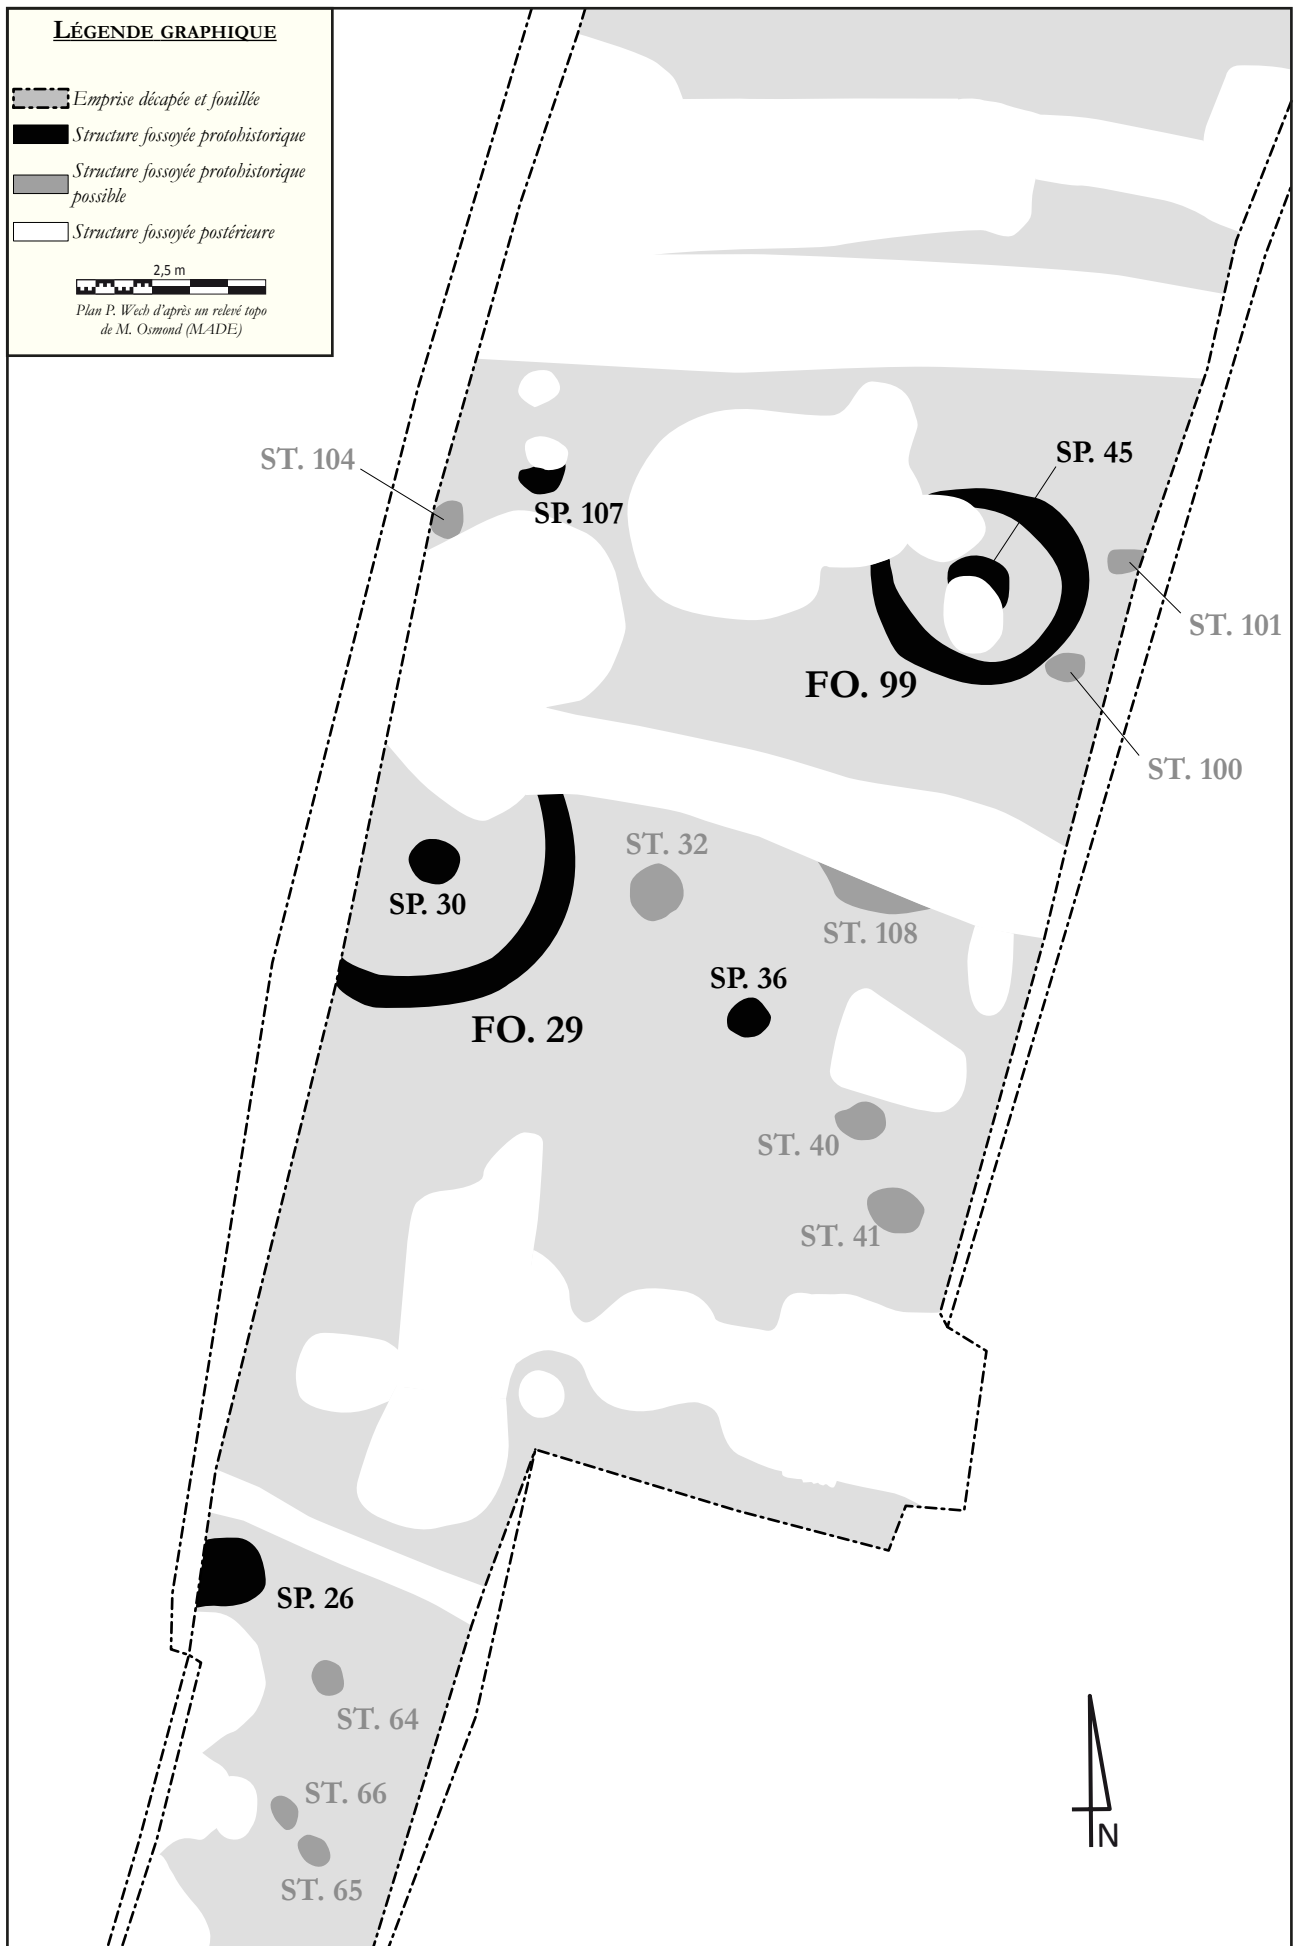 LÉGENDE GRAPHIQUE
Emprise décapée et fouillée
Structure fossoyée protohistorique
Structure fossoyée protohistorique
possible
Structure fossoyée postérieure
2,5 m
Plan P. Wech d'après un relevé topo
de M. Osmond (MADE)
ST. 104
SP. 107
SP. 45
ST. 101
FO. 99
ST. 100
ST. 32
SP. 30
ST. 108
SP. 36
FO. 29
ST. 40
ST. 41
SP. 26
ST. 64
ST. 66
ST. 65
N